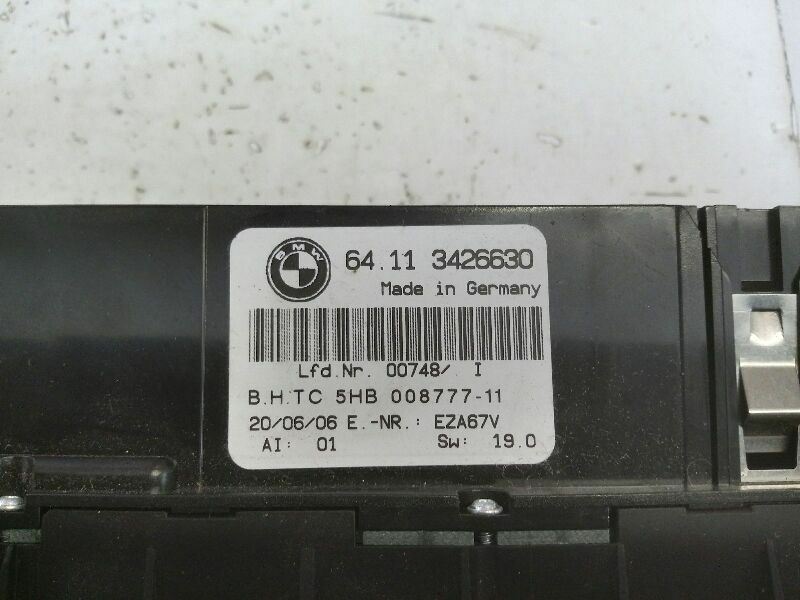 BMW
64.11 3426630
Made in Germany
Lfd.Nr. 00748/. I
B.H.TC 5HB 008777-11
20/06/06 E.-NR.: EZA67V
AI: 01 Sw: 19.0